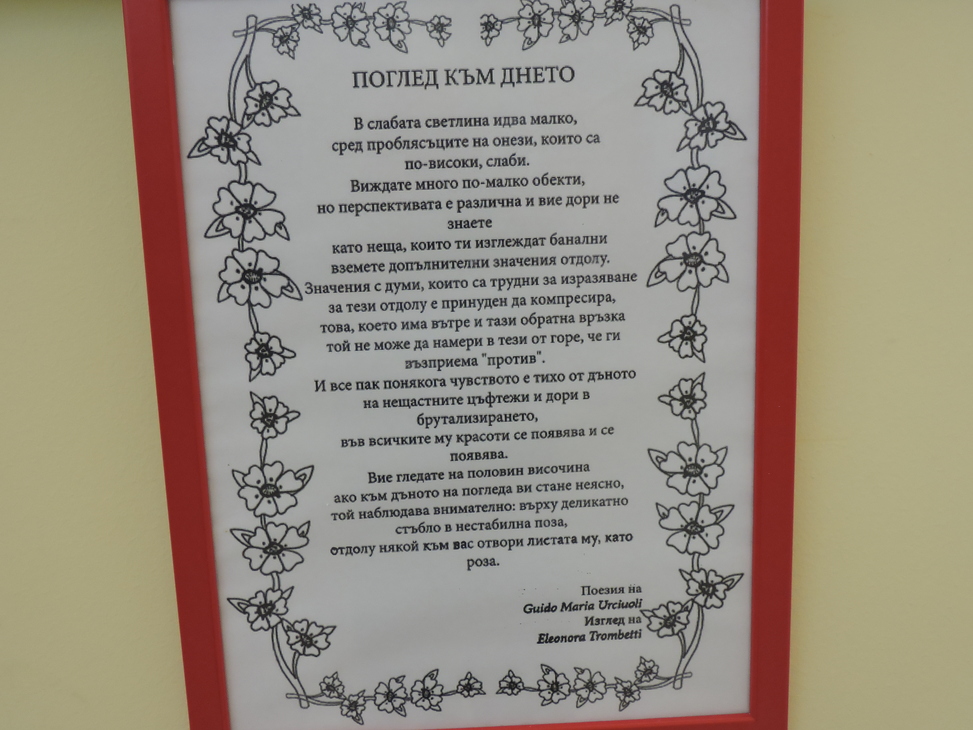 ПОГЛЕД КЪМ ДНЕТО
В слабата светлина идва малко,
сред проблясъците на онези, които са
по-високи, слаби.
Виждате много по-малко обекти,
но перспективата е различна и вие дори не
знаете
като неща, които ти изглеждат банални
вземете допълнителни значения отдолу.
Значения с думи, които са трудни за изразяване
за тези отдолу е принуден да компресира,
това, което има вътре и тази обратна връзка
той не може да намери в тези от горе, че ги
възприема "против".
И все пак понякога чувството е тихо от дъното
на нещастните цъфтежи и дори в
брутализирането,
във всичките му красоти се появява и се
появява.
Вие гледате на половин височина
ако към дъното на погледа ви стане неясно,
той наблюдава внимателно: върху деликатно
стъбло в нестабилна поза,
отдолу някой към вас отвори листата му, като
роза.
Поезия на
Guido Maria Urciuoli
Изглед на
Eleonora Trombetti